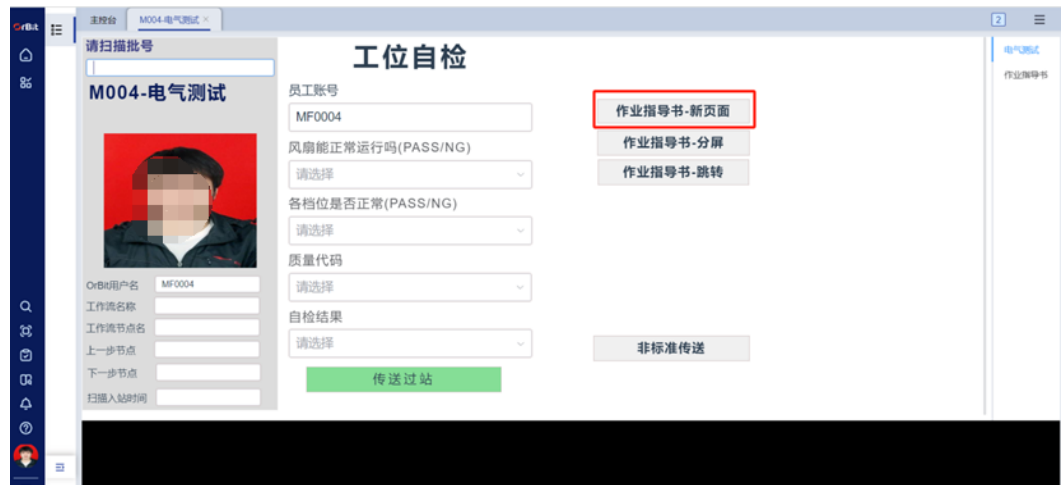 OrBit
主控台
M004-电气测试 ×
2
请扫描批号
M004-电气测试
OrBit用户名
MF0004
工作流名称
工作流节点名
上一步节点
下一步节点
扫描入站时间
工位自检
员工账号
MF0004
风扇能正常运行吗(PASS/NG)
请选择
各档位是否正常(PASS/NG)
请选择
质量代码
请选择
自检结果
请选择
传送过站
作业指导书-新页面
作业指导书-分屏
作业指导书-跳转
非标准传送
电气测试
作业指导书